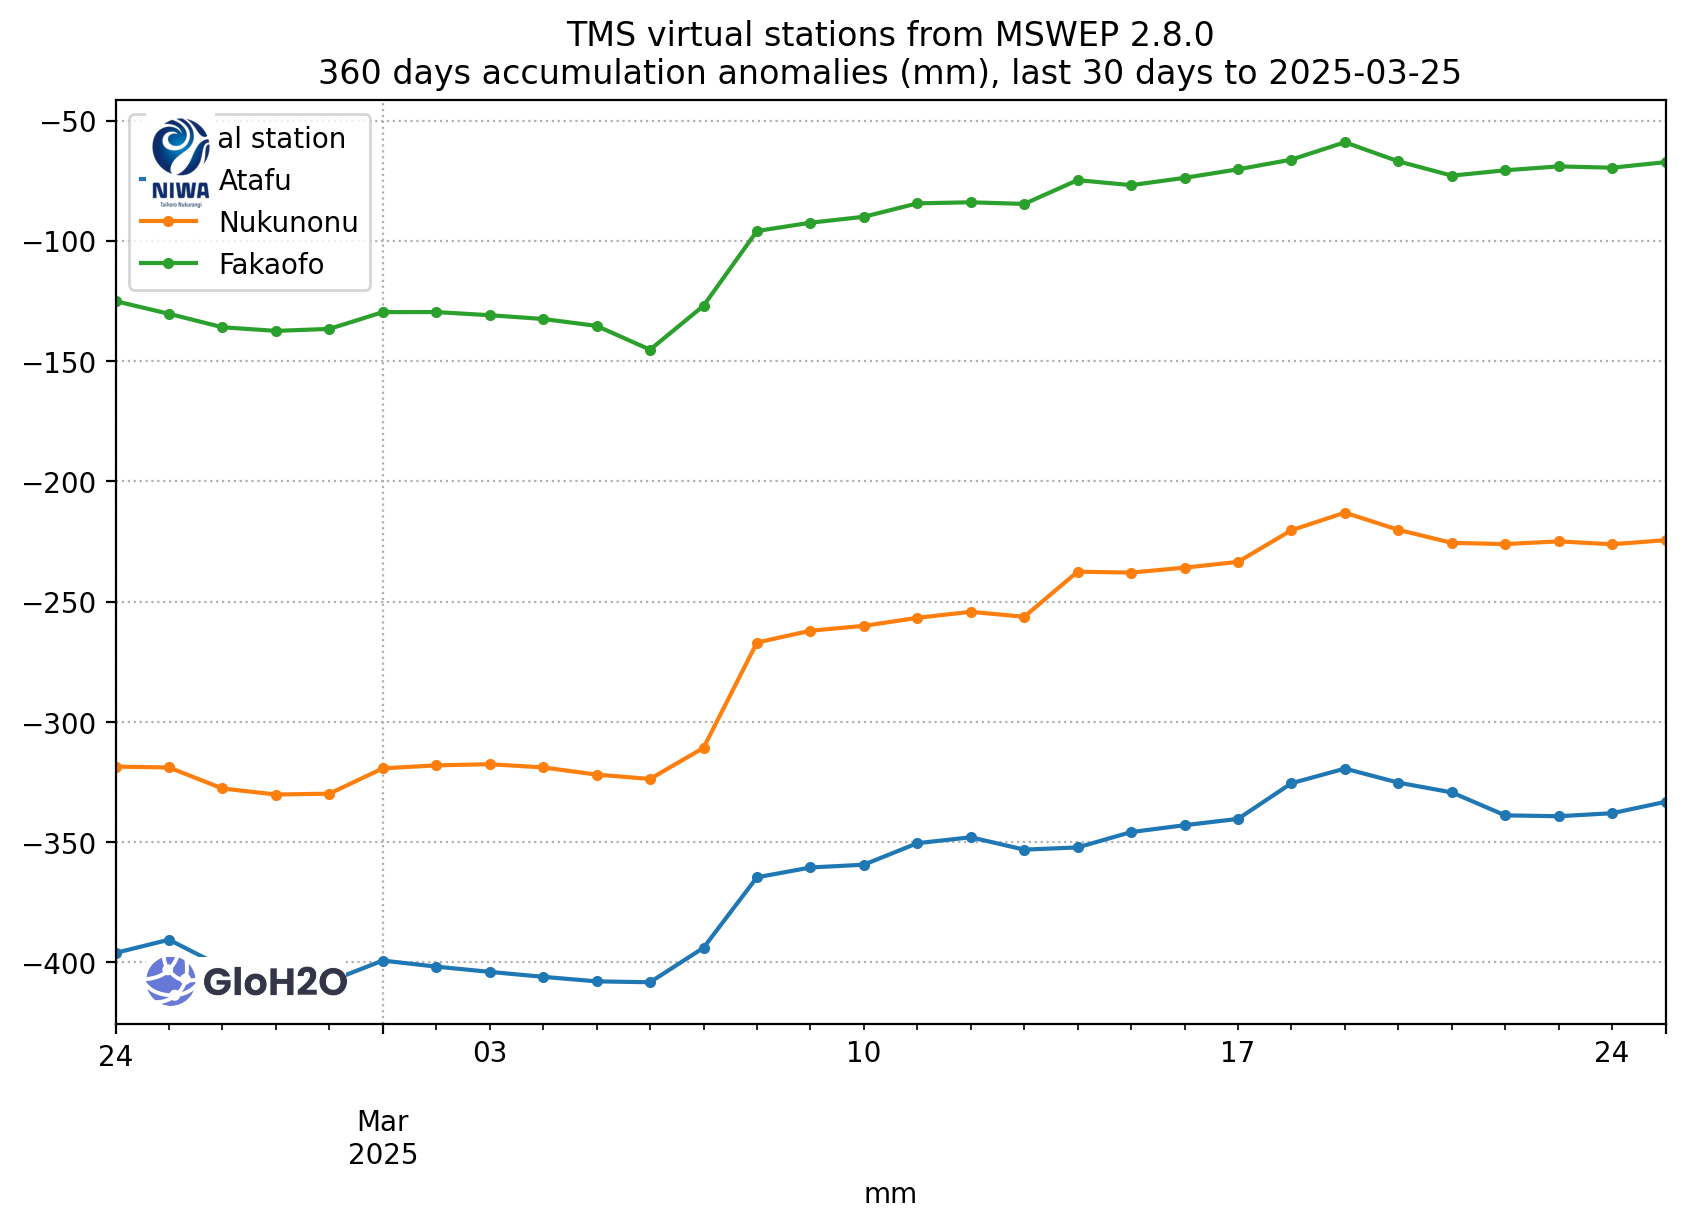 TMS virtual stations from MSWEP 2.8.0
360 days accumulation anomalies (mm), last 30 days to 2025-03-25
−50
−100
−150
−200
−250
−300
−350
−400
al station
Atafu
Nukunonu
Fakaofo
NIWA
Taihoro Nukurangi
GloH2O
24
03
10
17
24
Mar
2025
mm